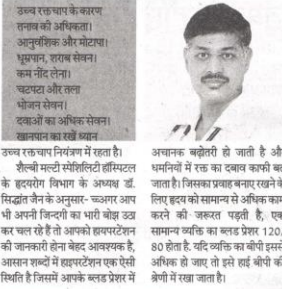 उच्च रक्तचाप के कारण
तनाव की अधिकता।
आनुवंशिक और मोटापा।
धूम्रपान, शराब सेवन।
कम नींद लेना।
चटपटा और तला
भोजन सेवन।
दवाओं का अधिक सेवन।
खानपान का रखें ध्यान
उच्च रक्तचाप नियंत्रण में रहता है।
शैल्बी मल्टी स्पेशिलिटी हॉस्पिटल
के हृदयरोग विभाग के अध्यक्ष डॉ.
सिद्धांत जैन के अनुसार- च्अगर आप
भी अपनी जिन्दगी का भारी बोझ उठा
कर चल रहे हैं तो आपको हायपरटेंशन
की जानकारी होना बेहद आवश्यक है,
आसान शब्दों में हाइपरटेंशन एक ऐसी
स्थिति है जिसमें आपके ब्लड प्रेशर में
अचानक बढ़ोतरी हो जाती है और
धमनियों में रक्त का दबाव काफी बढ़
जाता है। जिसका प्रवाह बनाए रखने के
लिए हृदय को सामान्य से अधिक काम
करने की जरूरत पड़ती है, एक
सामान्य व्यक्ति का ब्लड प्रेशर 120.
80 होता है. यदि व्यक्ति का बीपी इससे
अधिक हो जाए तो इसे हाई बीपी की
श्रेणी में रखा जाता है।